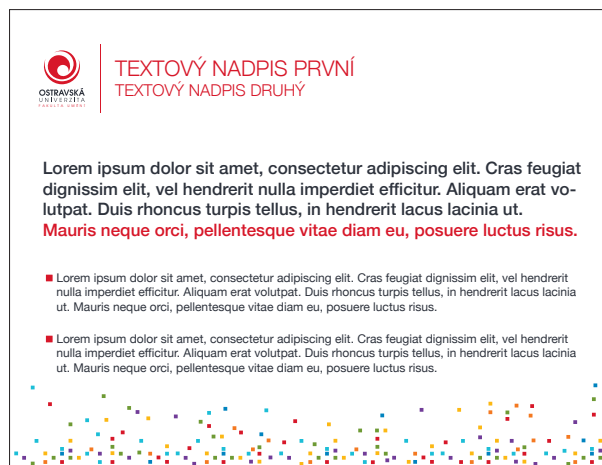 TEXTOVÝ NADPIS PRVNÍ
TEXTOVÝ NADPIS DRUHÝ
OSTRAVSKÁ
UNIVERZITA
FAKULTA UMĚNÍ
Lorem ipsum dolor sit amet, consectetur adipiscing elit. Cras feugiat
dignissim elit, vel hendrerit nulla imperdiet efficitur. Aliquam erat vo-
lutpat. Duis rhoncus turpis tellus, in hendrerit lacus lacinia ut.
Mauris neque orci, pellentesque vitae diam eu, posuere luctus risus.
Lorem ipsum dolor sit amet, consectetur adipiscing elit. Cras feugiat dignissim elit, vel hendrerit
nulla imperdiet efficitur. Aliquam erat volutpat. Duis rhoncus turpis tellus, in hendrerit lacus lacinia
ut. Mauris neque orci, pellentesque vitae diam eu, posuere luctus risus.
Lorem ipsum dolor sit amet, consectetur adipiscing elit. Cras feugiat dignissim elit, vel hendrerit
nulla imperdiet efficitur. Aliquam erat volutpat. Duis rhoncus turpis tellus, in hendrerit lacus lacinia
ut. Mauris neque orci, pellentesque vitae diam eu, posuere luctus risus.